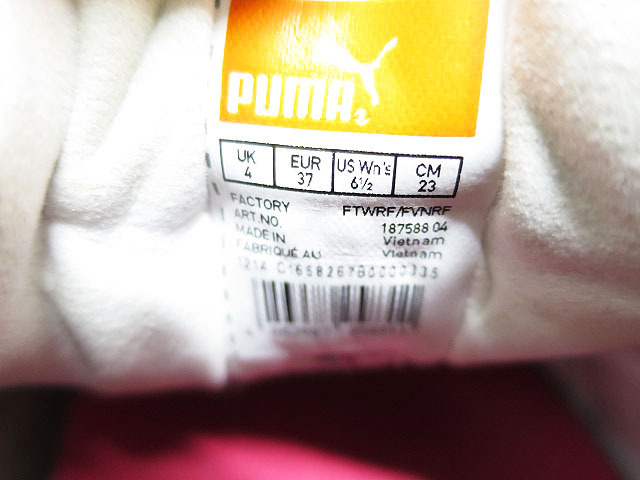 PUMA
UK EUR US Wn's CM
4 37 6½ 23
FACTORY FTWRF/FVNRF
ART.NO. 187588 04
MADE IN Vietnam
FABRIQUÉ AU Vietnam
1214